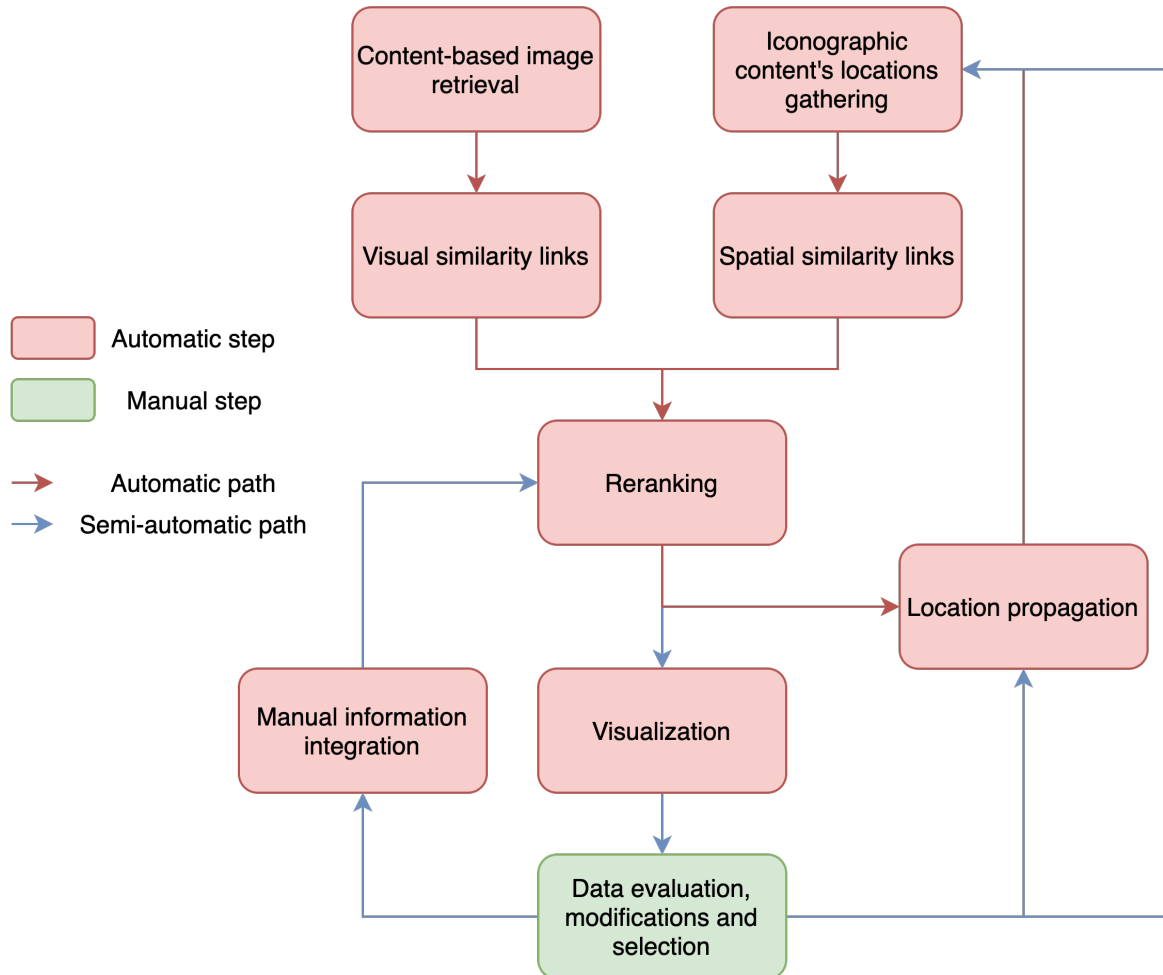 Content-based image
retrieval
Iconographic
content's locations
gathering
Visual similarity links
Spatial similarity links
Automatic step
Manual step
Automatic path
Semi-automatic path
Reranking
Location propagation
Manual information
integration
Visualization
Data evaluation,
modifications and
selection